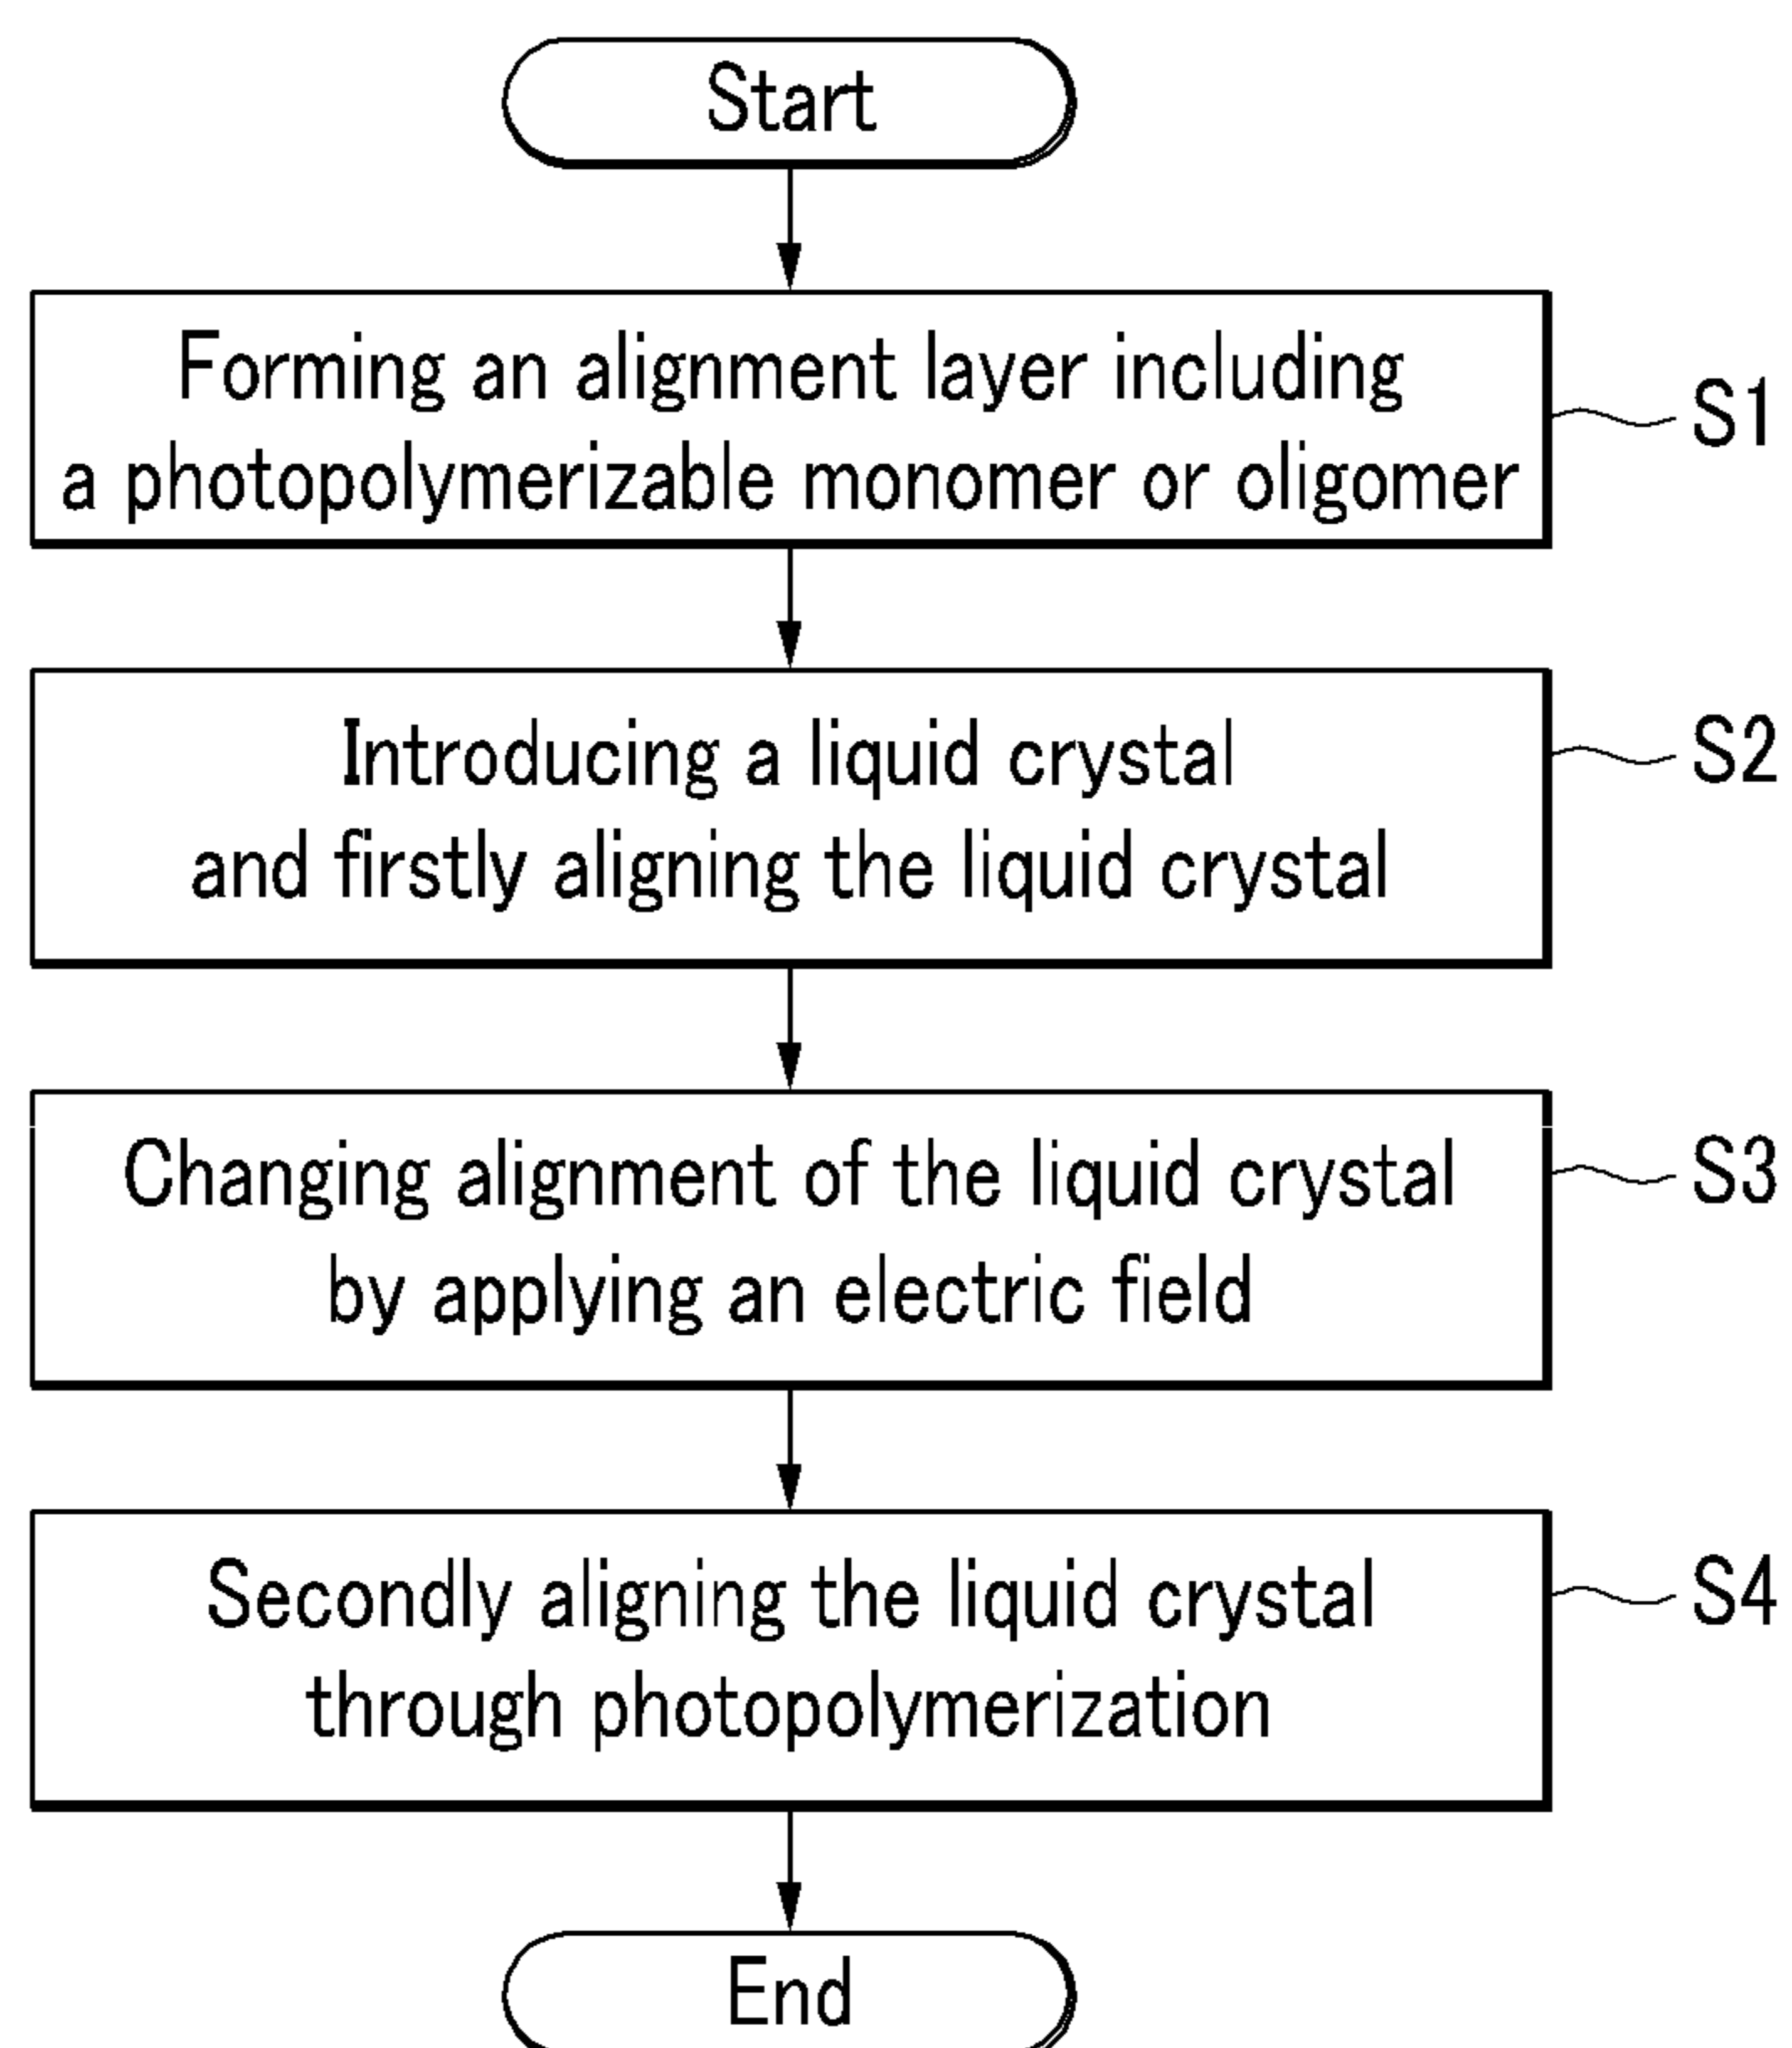 Start
Forming an alignment layer including
a photopolymerizable monomer or oligomer
S1
Introducing a liquid crystal
and firstly aligning the liquid crystal
S2
Changing alignment of the liquid crystal
by applying an electric field
S3
Secondly aligning the liquid crystal
through photopolymerization
S4
End